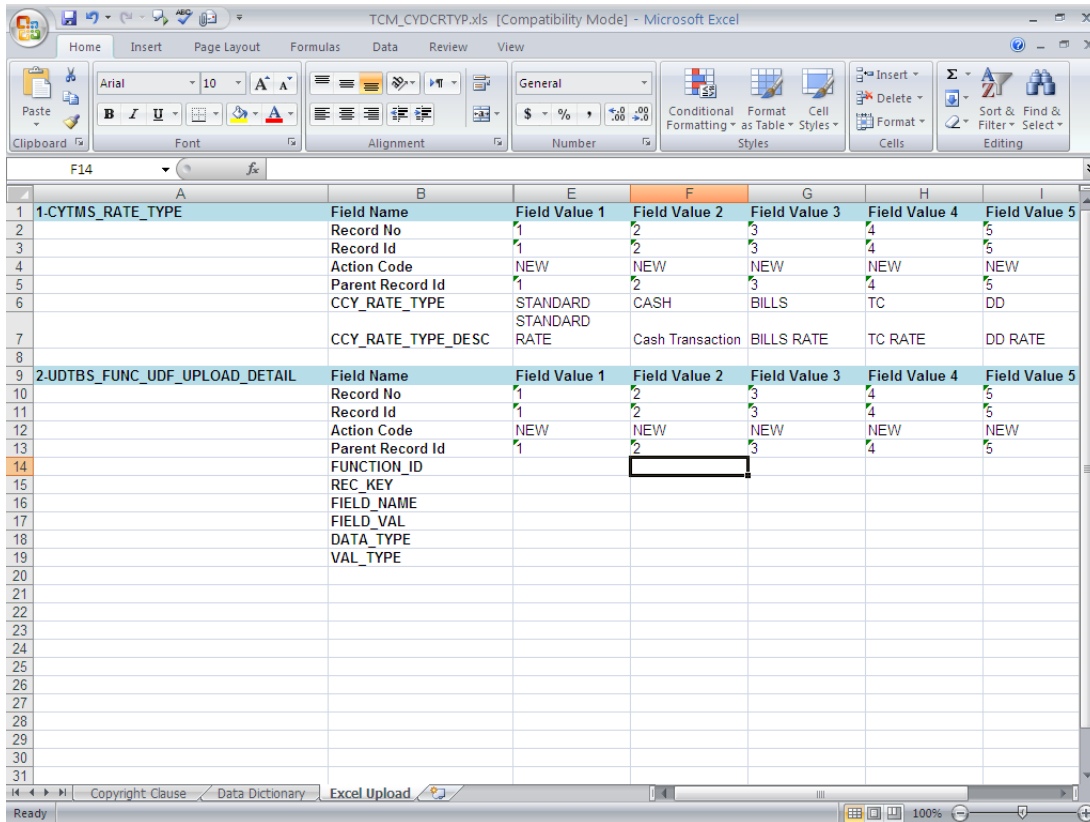 TCM_CYDCRTYP.xls [Compatibility Mode] - Microsoft Excel
Home Insert Page Layout Formulas Data Review View
Paste
Arial 10 A A
B I U A
General
$ % , .0 .00 .00 .0
Conditional Formatting Format as Table Cell Styles
Insert
Delete
Format
Σ
Sort & Filter Find & Select
Clipboard Font Alignment Number Styles Cells Editing
F14 fx
A B E F G H I
1 1-CYTMS_RATE_TYPE Field Name Field Value 1 Field Value 2 Field Value 3 Field Value 4 Field Value 5
2 Record No 1 2 3 4 5
3 Record Id 1 2 3 4 5
4 Action Code NEW NEW NEW NEW NEW
5 Parent Record Id 1 2 3 4 5
6 CCY_RATE_TYPE STANDARD CASH BILLS TC DD
7 CCY_RATE_TYPE_DESC STANDARD RATE Cash Transaction BILLS RATE TC RATE DD RATE
8
9 2-UDTBS_FUNC_UDF_UPLOAD_DETAIL Field Name Field Value 1 Field Value 2 Field Value 3 Field Value 4 Field Value 5
10 Record No 1 2 3 4 5
11 Record Id 1 2 3 4 5
12 Action Code NEW NEW NEW NEW NEW
13 Parent Record Id 1 2 3 4 5
14 FUNCTION_ID
15 REC_KEY
16 FIELD_NAME
17 FIELD_VAL
18 DATA_TYPE
19 VAL_TYPE
20
21
22
23
24
25
26
27
28
29
30
31
Copyright Clause Data Dictionary Excel Upload
Ready 100%